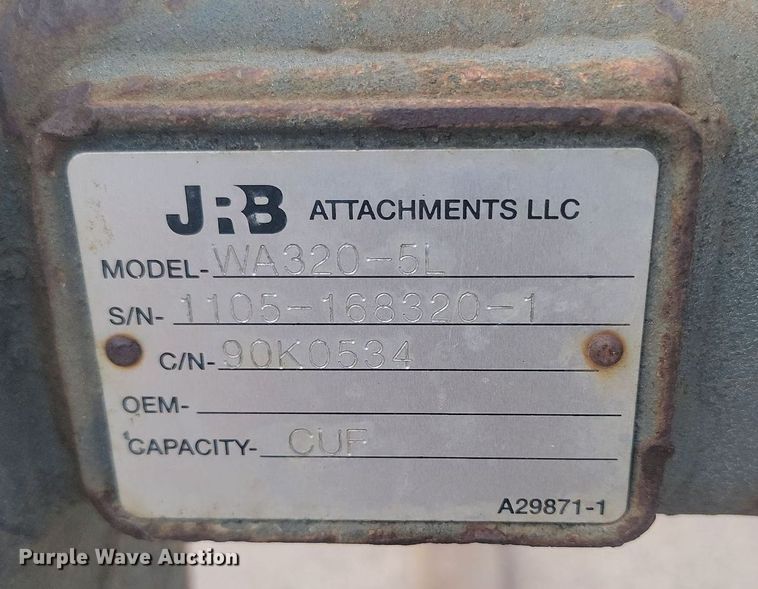 JRB ATTACHMENTS LLC
MODEL- WA320-5L
S/N- 1105-168320-1
C/N- 90K0534
OEM-
CAPACITY- CUF
A29871-1
Purple Wave Auction